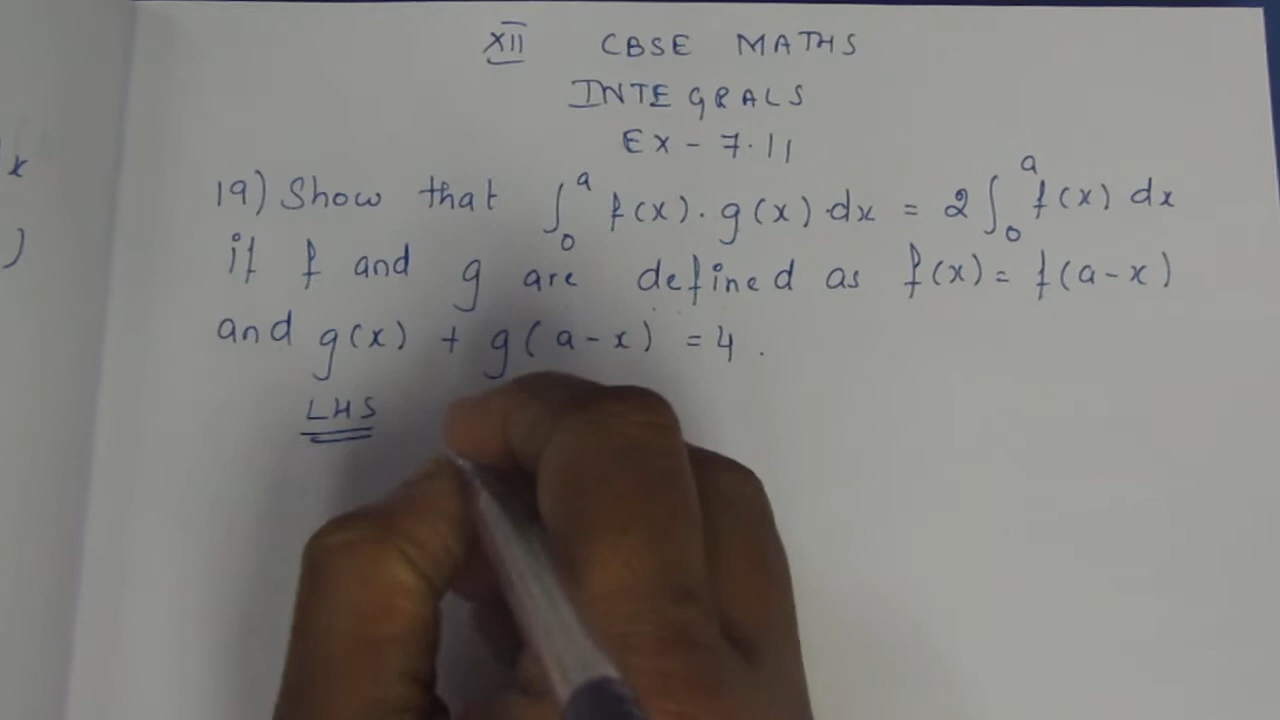 XII CBSE MATHS
INTEGRALS
EX - 7.11
19) Show that ∫₀ᵃ f(x). g(x) dx = 2∫₀ᵃ f(x) dx
if f and g are defined as f(x) = f(a-x)
and g(x) + g(a-x) = 4 .
LHS
x
)